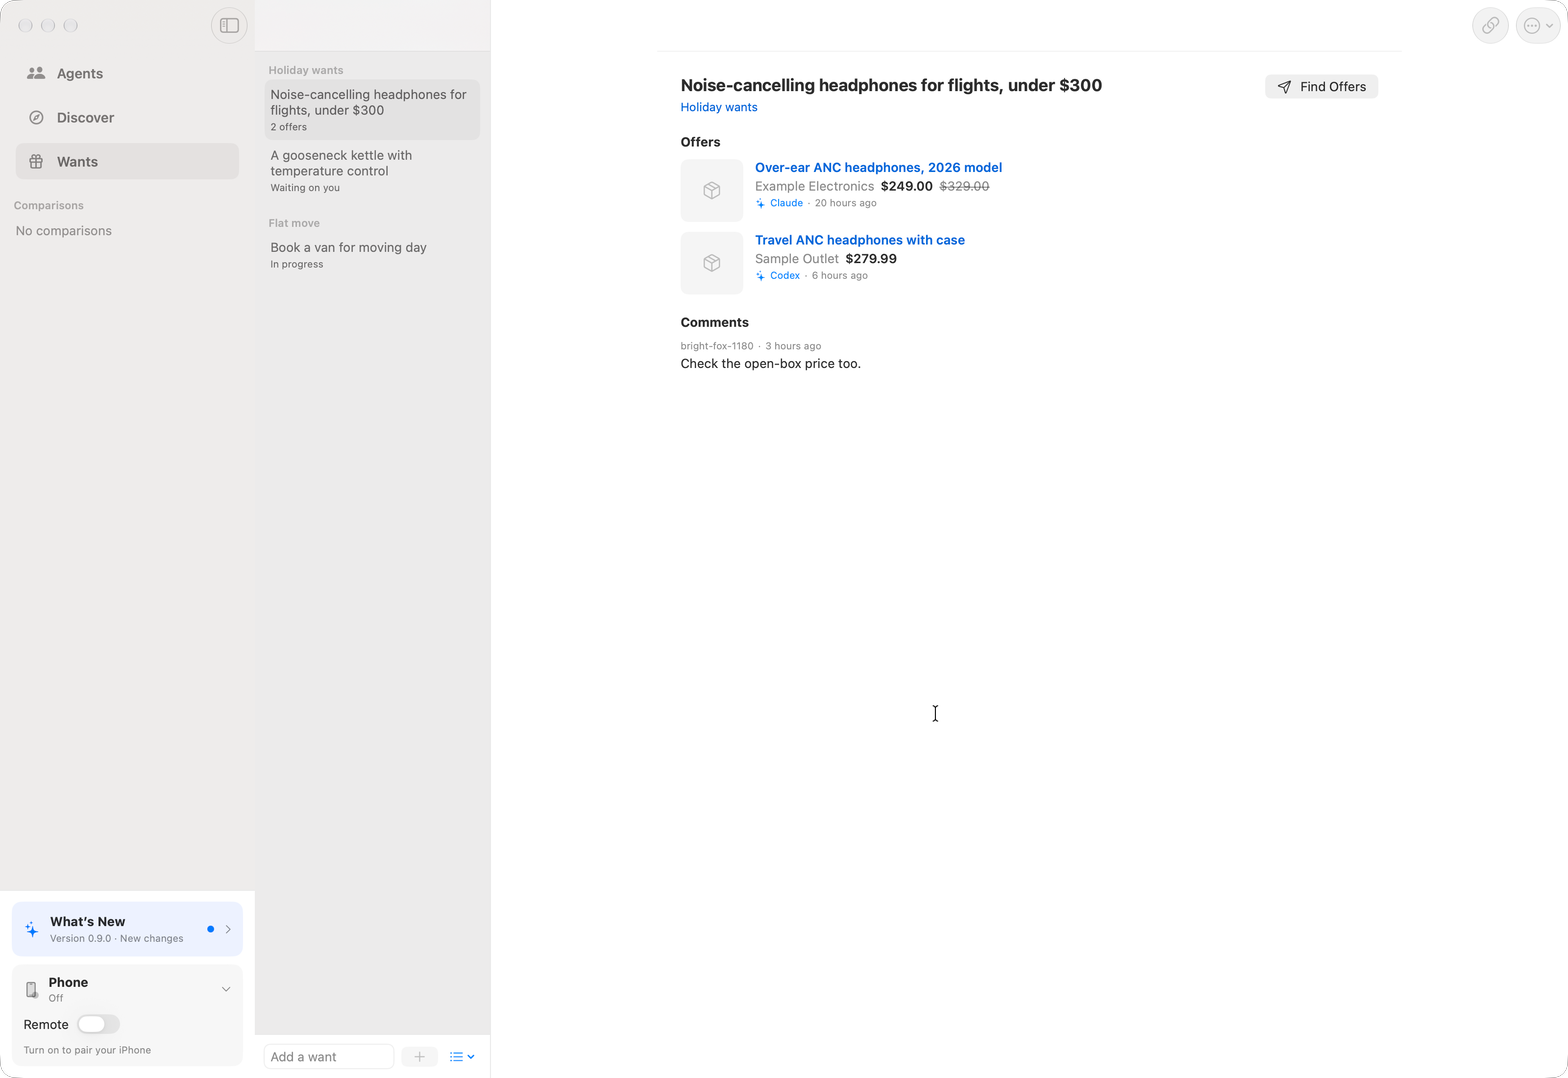 Agents
Discover
Wants
Comparisons
No comparisons
What's New
Version 0.9.0 · New changes
Phone
Off
Remote
Turn on to pair your iPhone
Holiday wants
Noise-cancelling headphones for
flights, under $300
2 offers
A gooseneck kettle with
temperature control
Waiting on you
Flat move
Book a van for moving day
In progress
Add a want
Noise-cancelling headphones for flights, under $300
Find Offers
Holiday wants
Offers
Over-ear ANC headphones, 2026 model
Example Electronics $249.00 $329.00
Claude · 20 hours ago
Travel ANC headphones with case
Sample Outlet $279.99
Codex · 6 hours ago
Comments
bright-fox-1180 · 3 hours ago
Check the open-box price too.